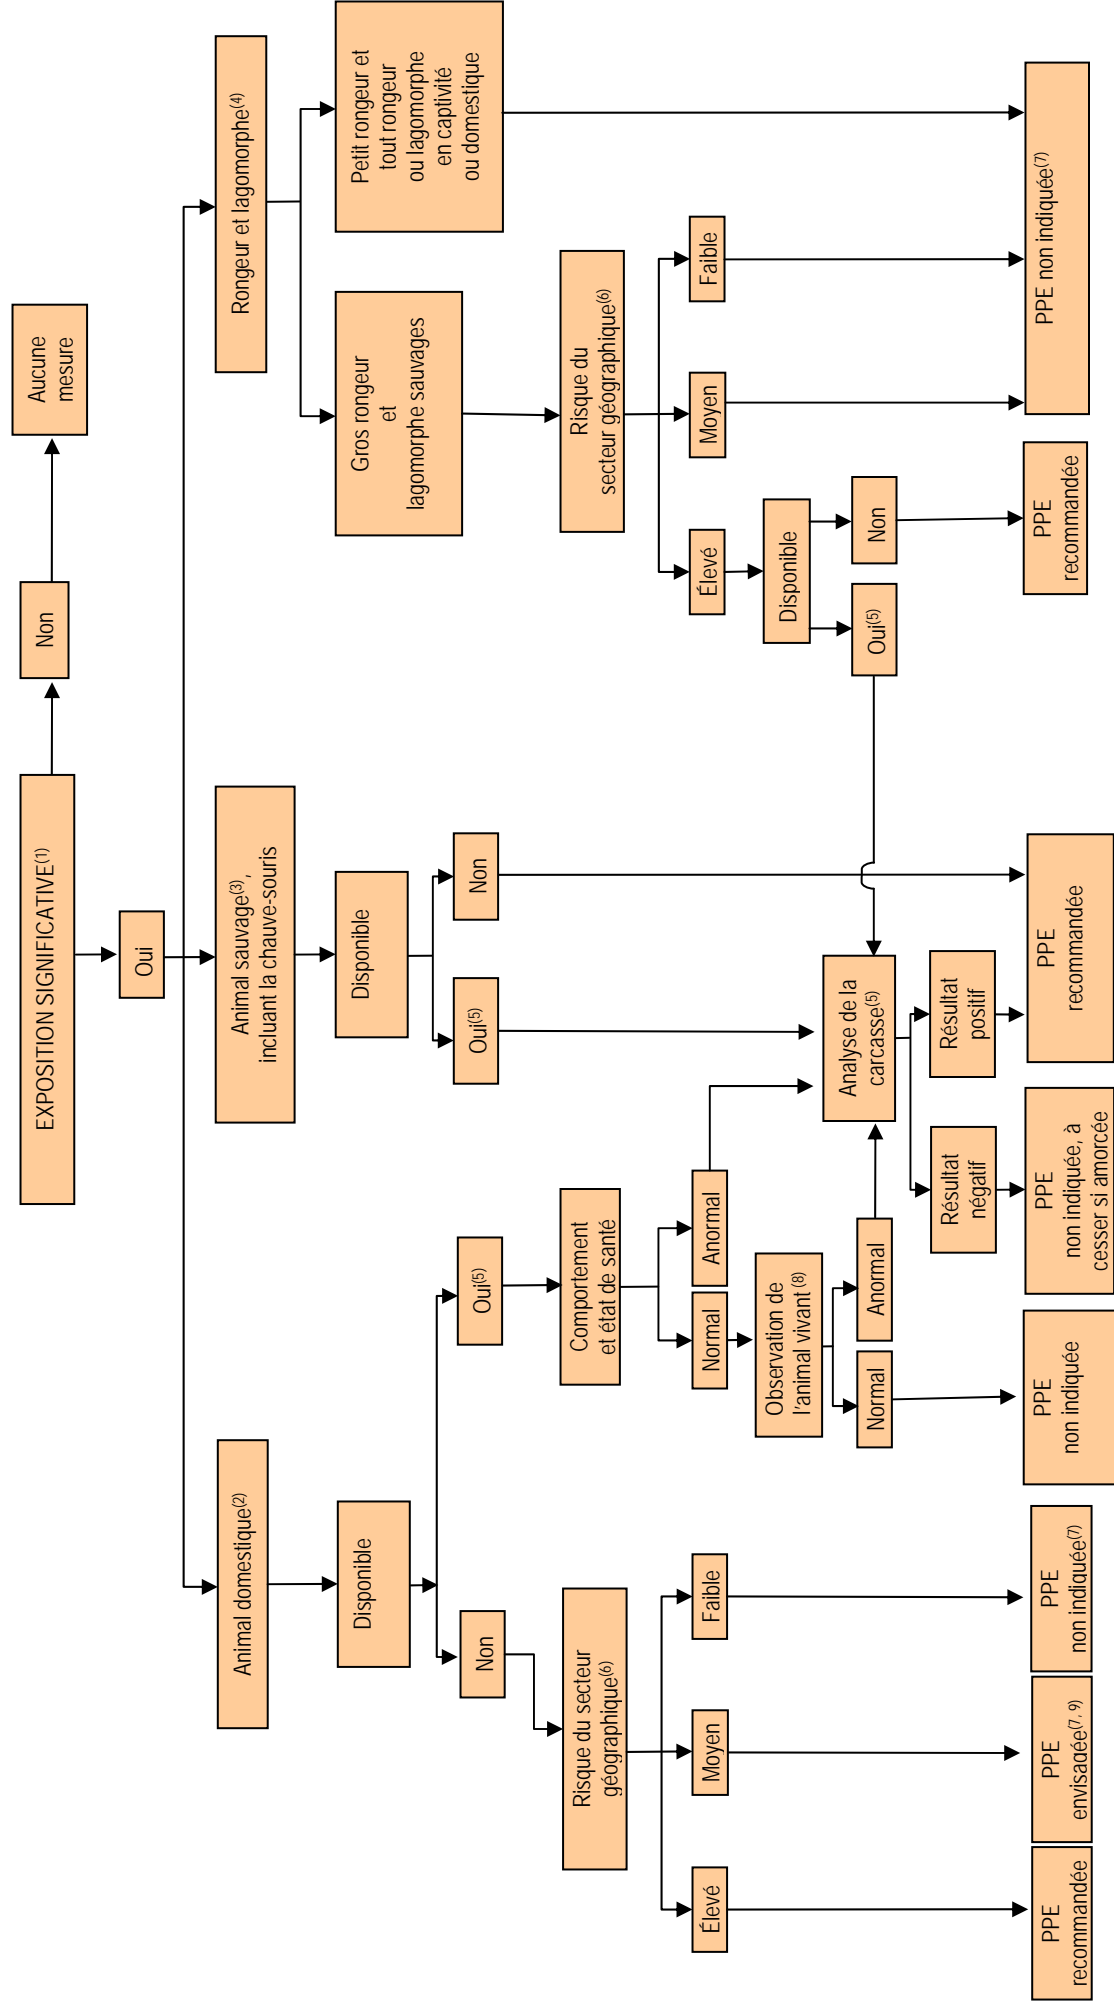 EXPOSITION SIGNIFICATIVE(1)
Non
Aucune
mesure
Oui
Animal domestique(2)
Animal sauvage(3),
incluant la chauve-souris
Rongeur et lagomorphe(4)
Disponible
Disponible
Gros rongeur
et
lagomorphe sauvages
Petit rongeur et
tout rongeur
ou lagomorphe
en captivité
ou domestique
Non
Oui(5)
Oui(5)
Non
Risque du secteur
géographique(6)
Comportement
et état de santé
Risque du
secteur géographique(6)
Élevé
Moyen
Faible
Normal
Anormal
Élevé
Moyen
Faible
Observation de
l'animal vivant (8)
Disponible
Normal
Anormal
Analyse de la
carcasse(5)
Oui(5)
Non
Résultat
négatif
Résultat
positif
PPE
recommandée
PPE
envisagée(7, 9)
PPE
non indiquée(7)
PPE
non indiquée
PPE
non indiquée, à
cesser si amorcée
PPE
recommandée
PPE
recommandée
PPE non indiquée(7)